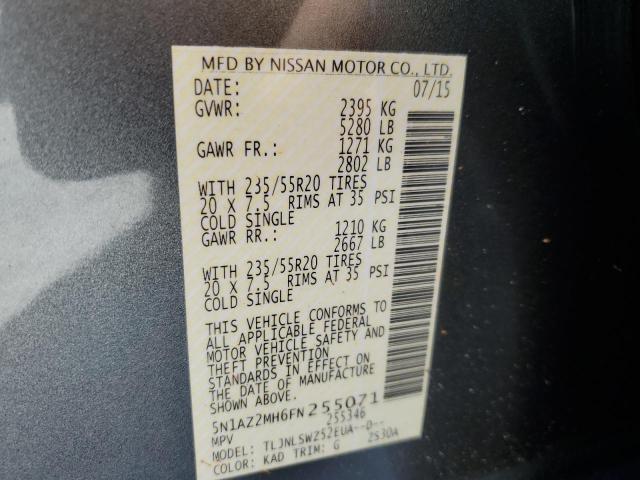 MFD BY NISSAN MOTOR CO., LTD.
DATE: 07/15
GVWR: 2395 KG
5280 LB
GAWR FR.: 1271 KG
2802 LB
WITH 235/55R20 TIRES
20 X 7.5 RIMS AT 35 PSI
COLD SINGLE
GAWR RR.: 1210 KG
2667 LB
WITH 235/55R20 TIRES
20 X 7.5 RIMS AT 35 PSI
COLD SINGLE
THIS VEHICLE CONFORMS TO
ALL APPLICABLE FEDERAL
MOTOR VEHICLE SAFETY AND
THEFT PREVENTION
STANDARDS IN EFFECT ON
THE DATE OF MANUFACTURE
SHOWN ABOVE.
5N1AZ2MH6FN255071
MPV 255346
MODEL: TLJNLSWZ52EUA--D--
COLOR: KAD TRIM: G 2S30A